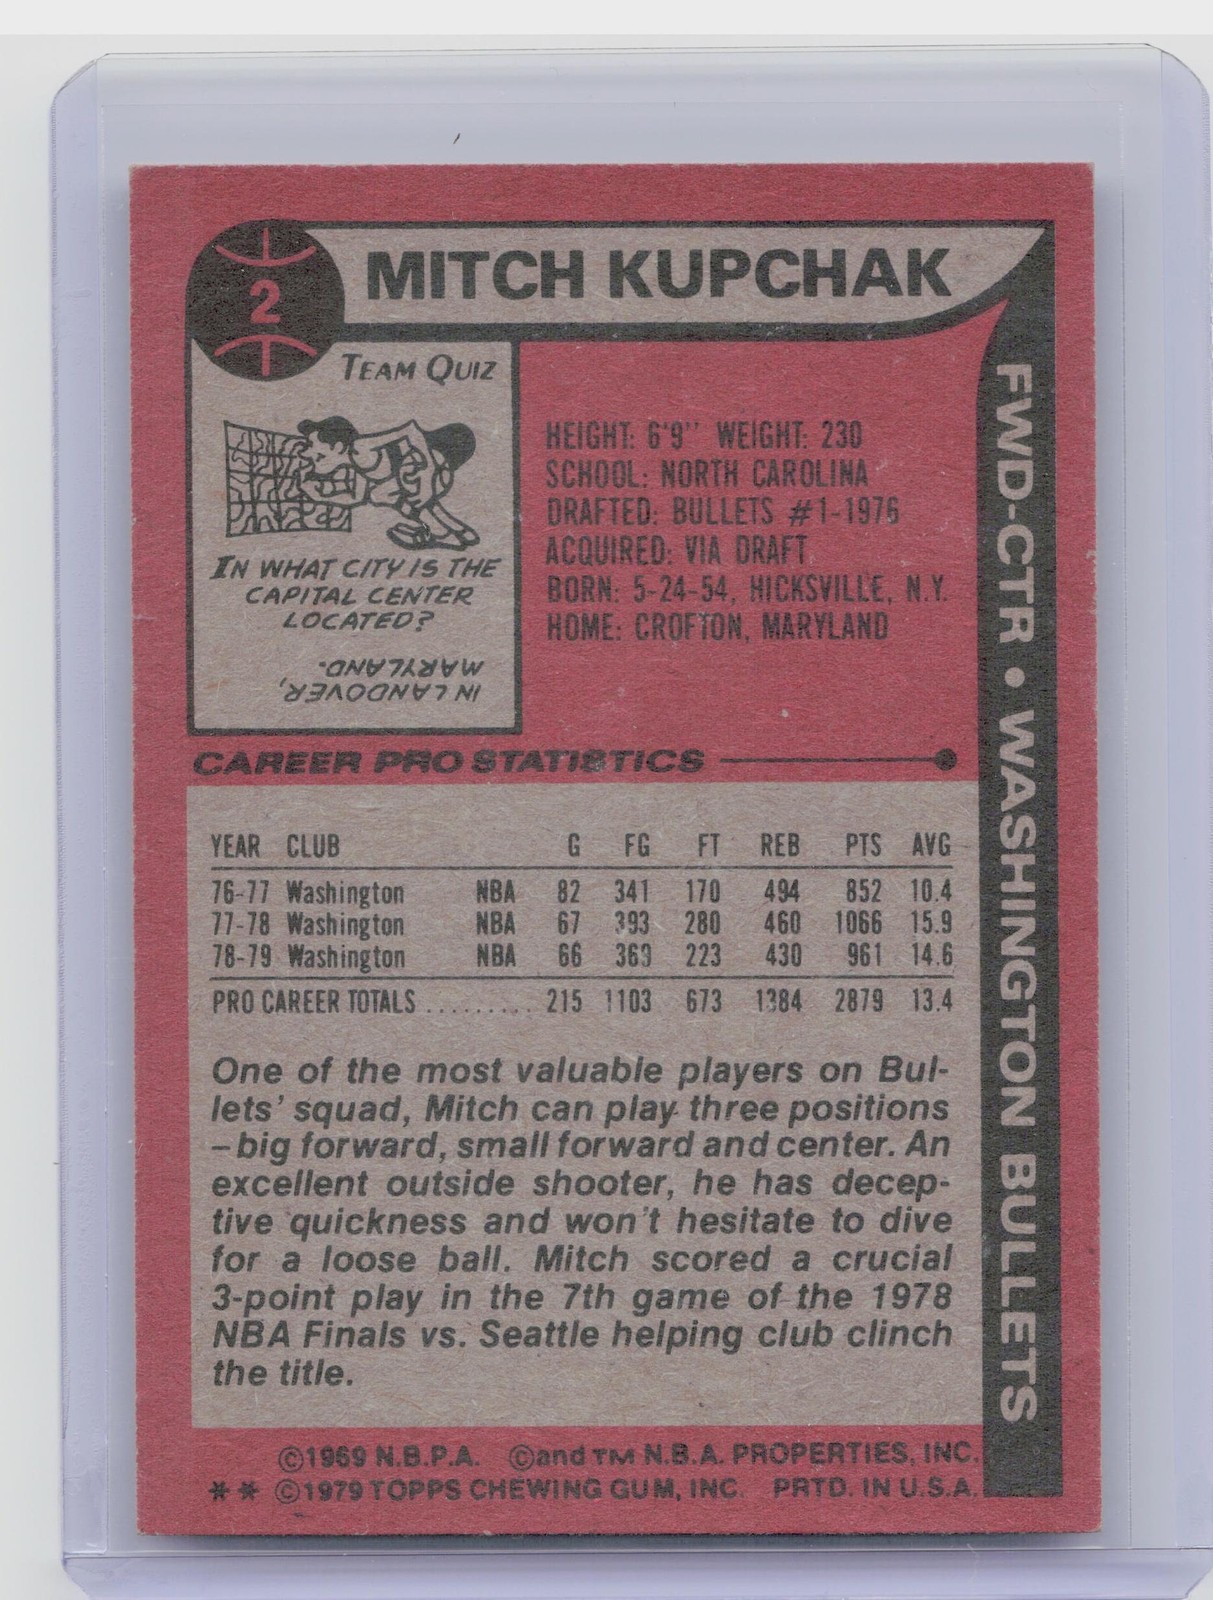 2
MITCH KUPCHAK
FWD-CTR • WASHINGTON BULLETS
TEAM QUIZ
IN WHAT CITY IS THE
CAPITAL CENTER
LOCATED?
IN LANDOVER,
MARYLAND.
HEIGHT: 6'9" WEIGHT: 230
SCHOOL: NORTH CAROLINA
DRAFTED: BULLETS #1-1976
ACQUIRED: VIA DRAFT
BORN: 5-24-54, HICKSVILLE, N.Y.
HOME: CROFTON, MARYLAND
CAREER PRO STATISTICS
YEAR CLUB G FG FT REB PTS AVG
76-77 Washington NBA 82 341 170 494 852 10.4
77-78 Washington NBA 67 393 280 460 1066 15.9
78-79 Washington NBA 66 369 223 430 961 14.6
PRO CAREER TOTALS ......... 215 1103 673 1384 2879 13.4
One of the most valuable players on Bul-
lets' squad, Mitch can play three positions
–big forward, small forward and center. An
excellent outside shooter, he has decep-
tive quickness and won't hesitate to dive
for a loose ball. Mitch scored a crucial
3-point play in the 7th game of the 1978
NBA Finals vs. Seattle helping club clinch
the title.
©1969 N.B.P.A. ©and TM N.B.A. PROPERTIES, INC.
** ©1979 TOPPS CHEWING GUM, INC. PRTD. IN U.S.A.